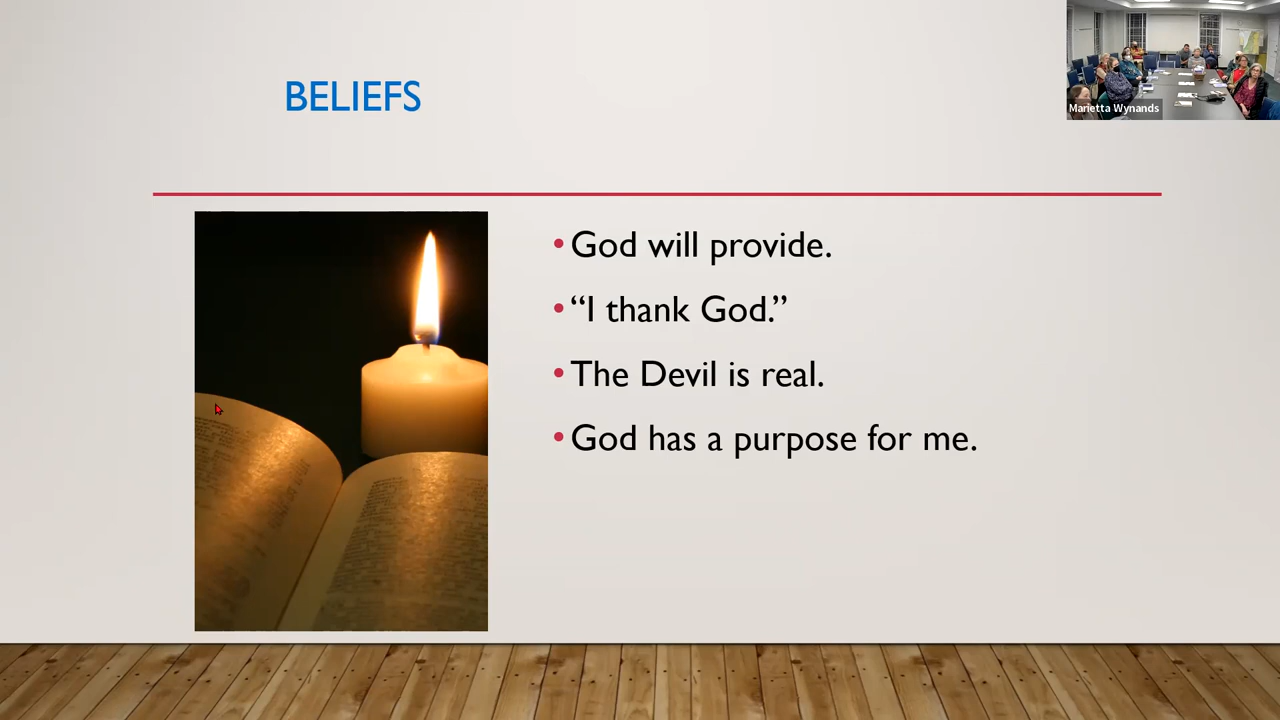 BELIEFS
Marietta Wynands
• God will provide.
• “I thank God.”
• The Devil is real.
• God has a purpose for me.